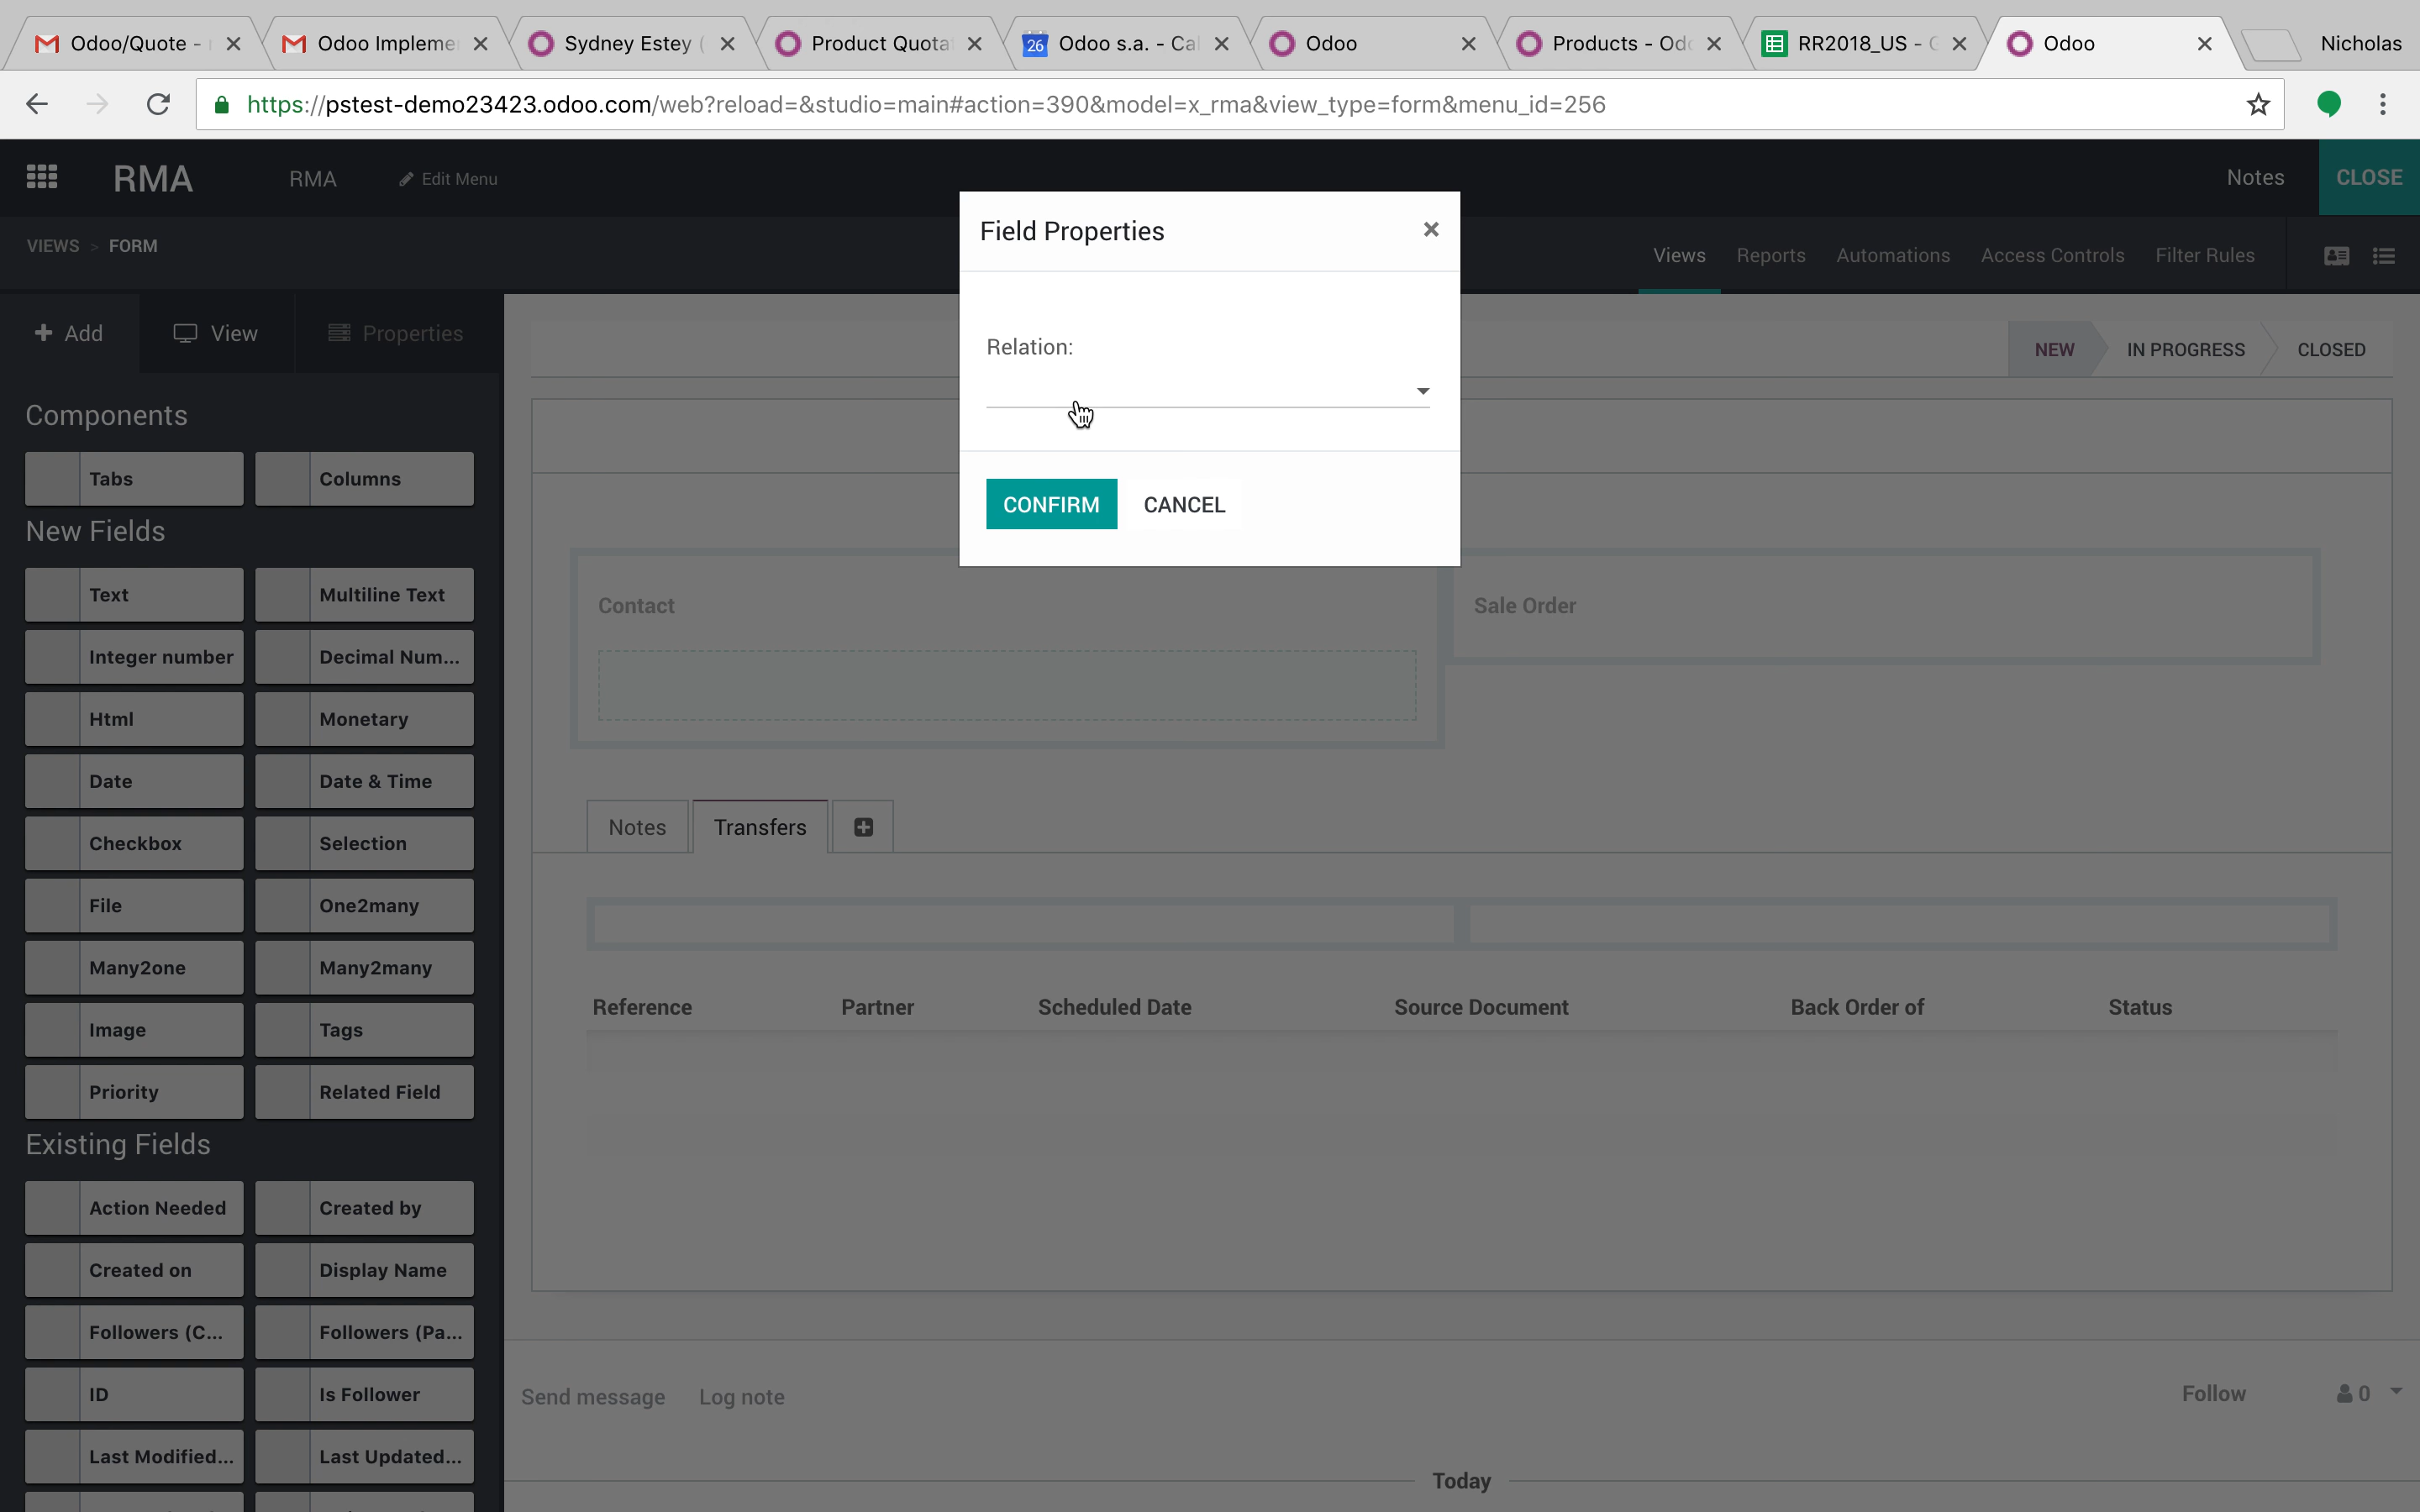 Odoo/Quote -
Odoo Impleme
Sydney Estey (
Product Quota
26
Odoo s.a. - Cal
Odoo
Products - Odo
RR2018_US - G
Odoo
Nicholas
https://pstest-demo23423.odoo.com/web?reload=&studio=main#action=390&model=x_rma&view_type=form&menu_id=256
RMA
RMA
Edit Menu
Notes
CLOSE
VIEWS > FORM
Views
Reports
Automations
Access Controls
Filter Rules
Field Properties
×
Relation:
CONFIRM
CANCEL
Add
View
Properties
NEW
IN PROGRESS
CLOSED
Components
Tabs
Columns
New Fields
Text
Multiline Text
Integer number
Decimal Num...
Html
Monetary
Date
Date & Time
Checkbox
Selection
File
One2many
Many2one
Many2many
Image
Tags
Priority
Related Field
Existing Fields
Action Needed
Created by
Created on
Display Name
Followers (C...
Followers (Pa...
ID
Is Follower
Last Modified...
Last Updated...
Contact
Sale Order
Notes
Transfers
Reference
Partner
Scheduled Date
Source Document
Back Order of
Status
Send message
Log note
Follow
0
Today